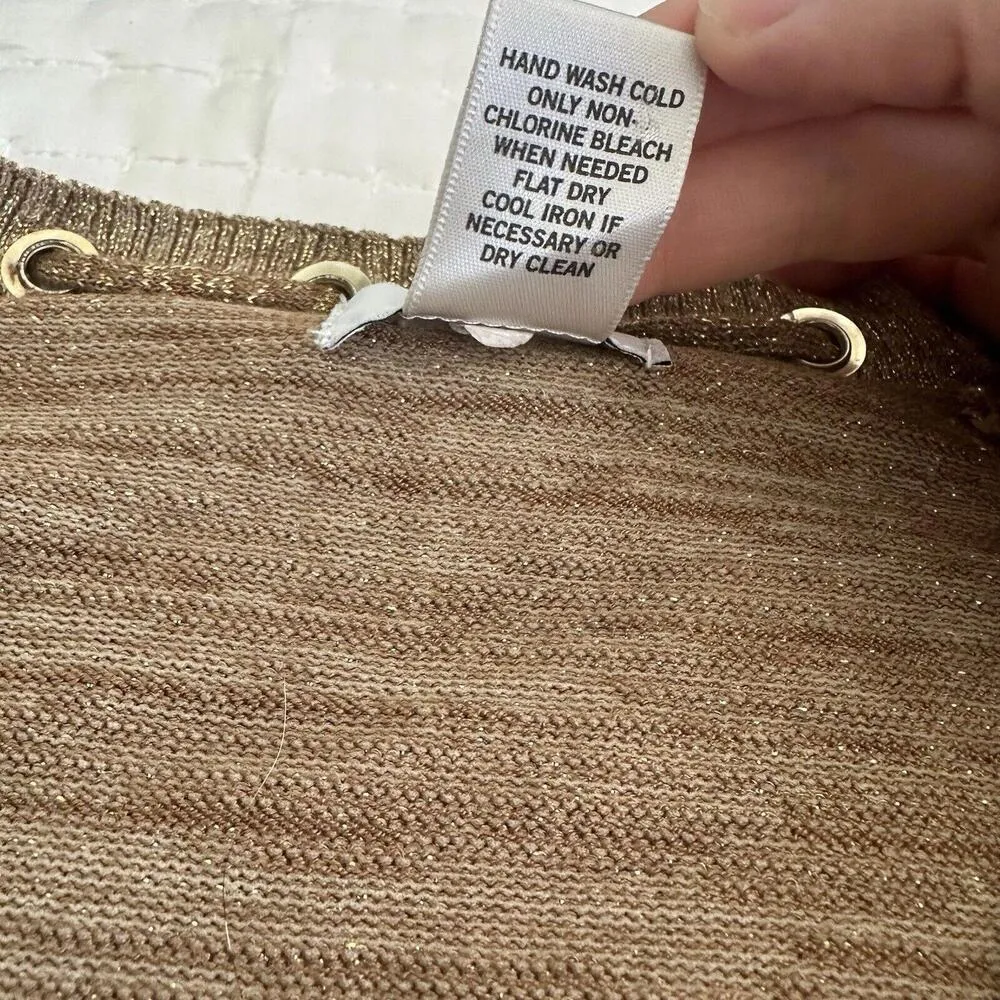 HAND WASH COLD
ONLY NON-
CHLORINE BLEACH
WHEN NEEDED
FLAT DRY
COOL IRON IF
NECESSARY OR
DRY CLEAN